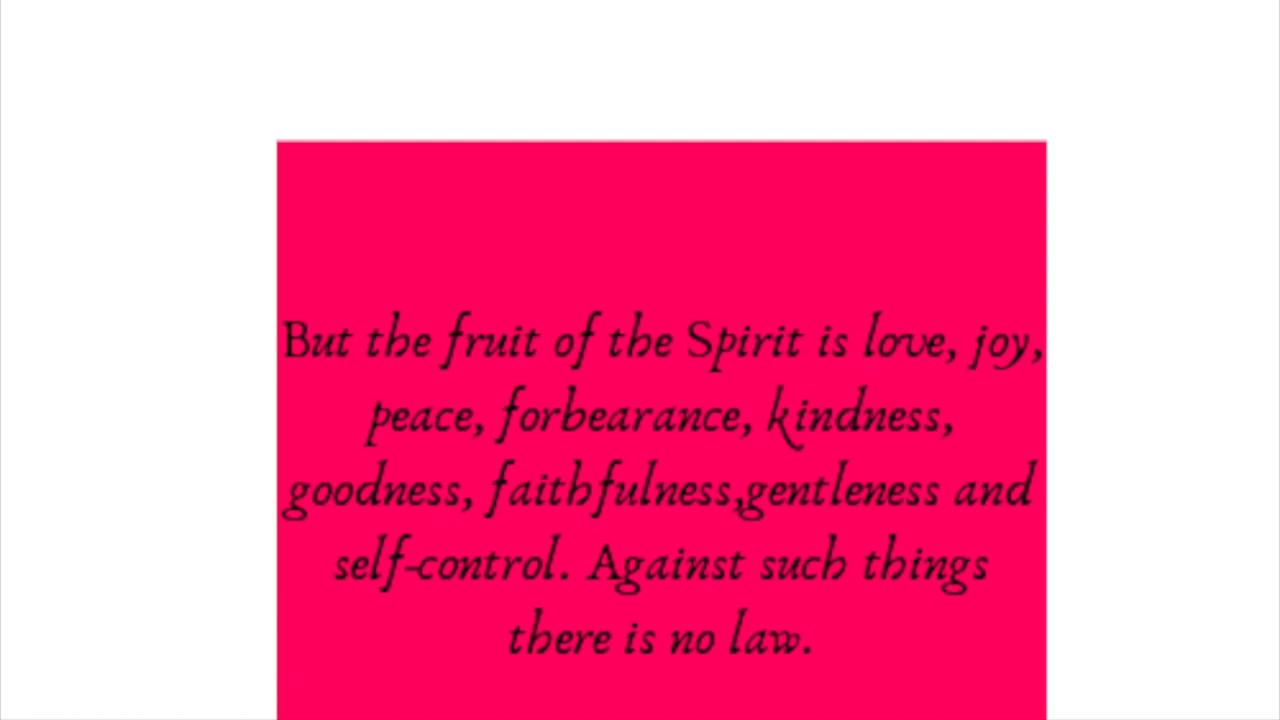 But the fruit of the Spirit is love, joy,
peace, forbearance, kindness,
goodness, faithfulness,gentleness and
self-control. Against such things
there is no law.